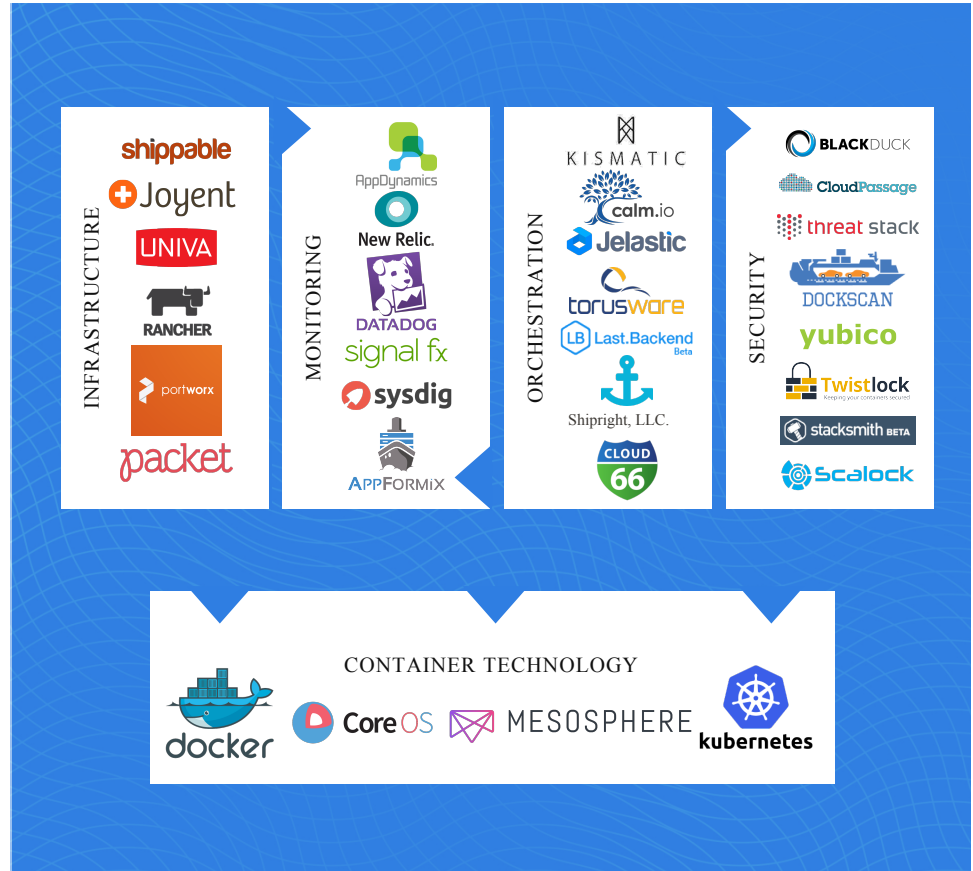 INFRASTRUCTURE
shippable
Joyent
UNIVA
RANCHER
portworx
packet
MONITORING
AppDynamics
New Relic.
DATADOG
signal fx
sysdig
APPFORMiX
ORCHESTRATION
KISMATIC
calm.io
Jelastic
torusware
LB Last.Backend
Beta
Shipright, LLC.
CLOUD
66
SECURITY
BLACKDUCK
CloudPassage
threat stack
DOCKSCAN
yubico
Twistlock
Keeping your containers secured
stacksmith BETA
Scalock
CONTAINER TECHNOLOGY
docker
CoreOS
MESOSPHERE
kubernetes